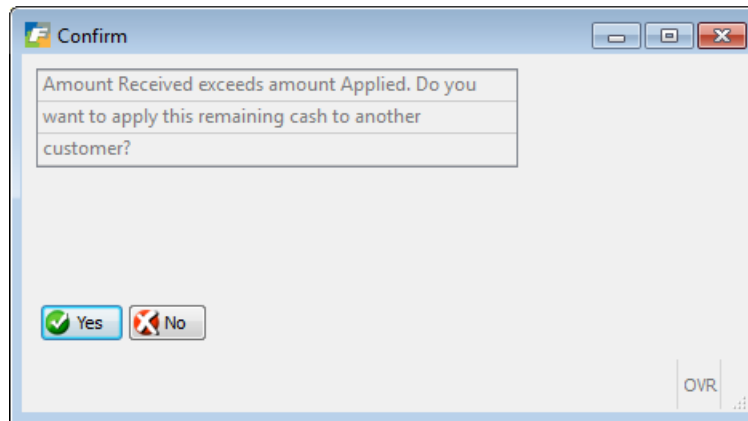 Confirm
Amount Received exceeds amount Applied. Do you
want to apply this remaining cash to another
customer?
Yes No
OVR